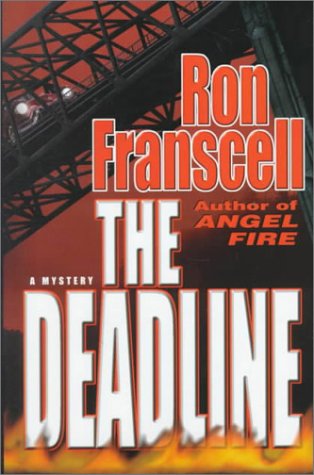 Ron
Franscell
Author of
ANGEL
FIRE
THE
A MYSTERY
DEADLINE